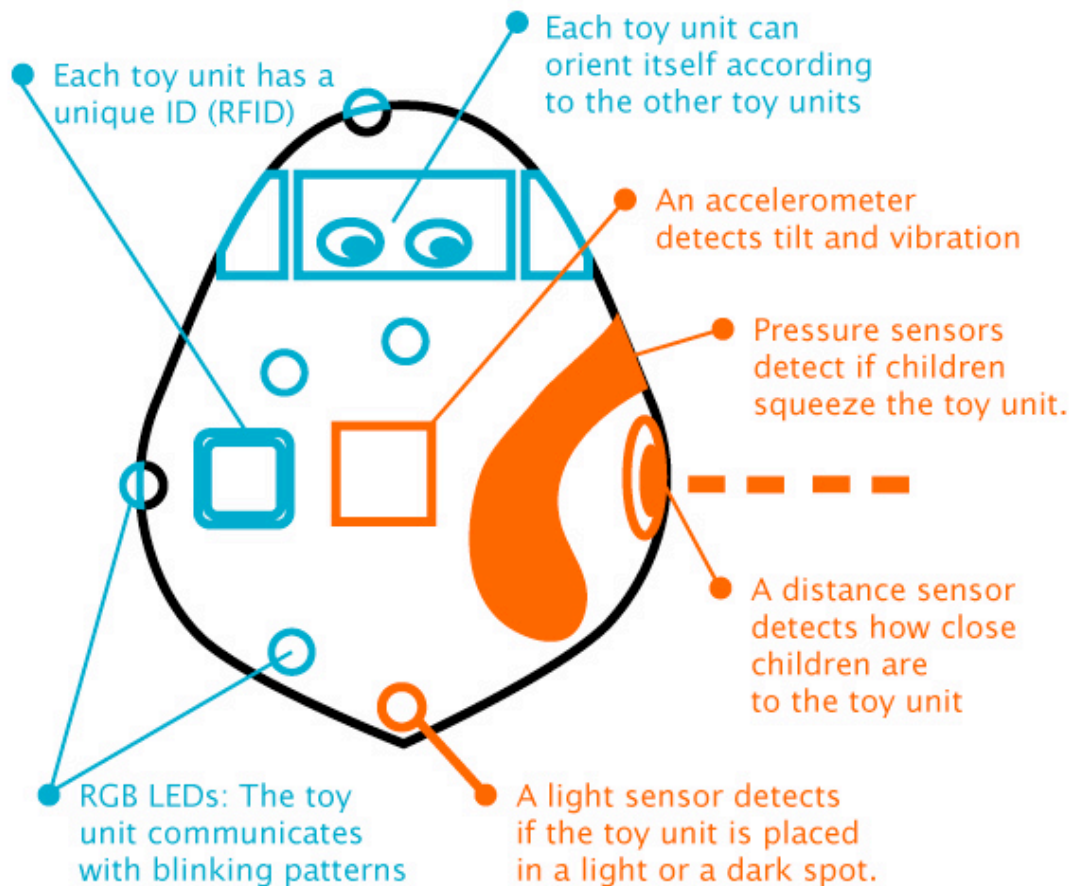 Each toy unit has a
unique ID (RFID)
Each toy unit can
orient itself according
to the other toy units
An accelerometer
detects tilt and vibration
Pressure sensors
detect if children
squeeze the toy unit.
A distance sensor
detects how close
children are
to the toy unit
RGB LEDs: The toy
unit communicates
with blinking patterns
A light sensor detects
if the toy unit is placed
in a light or a dark spot.